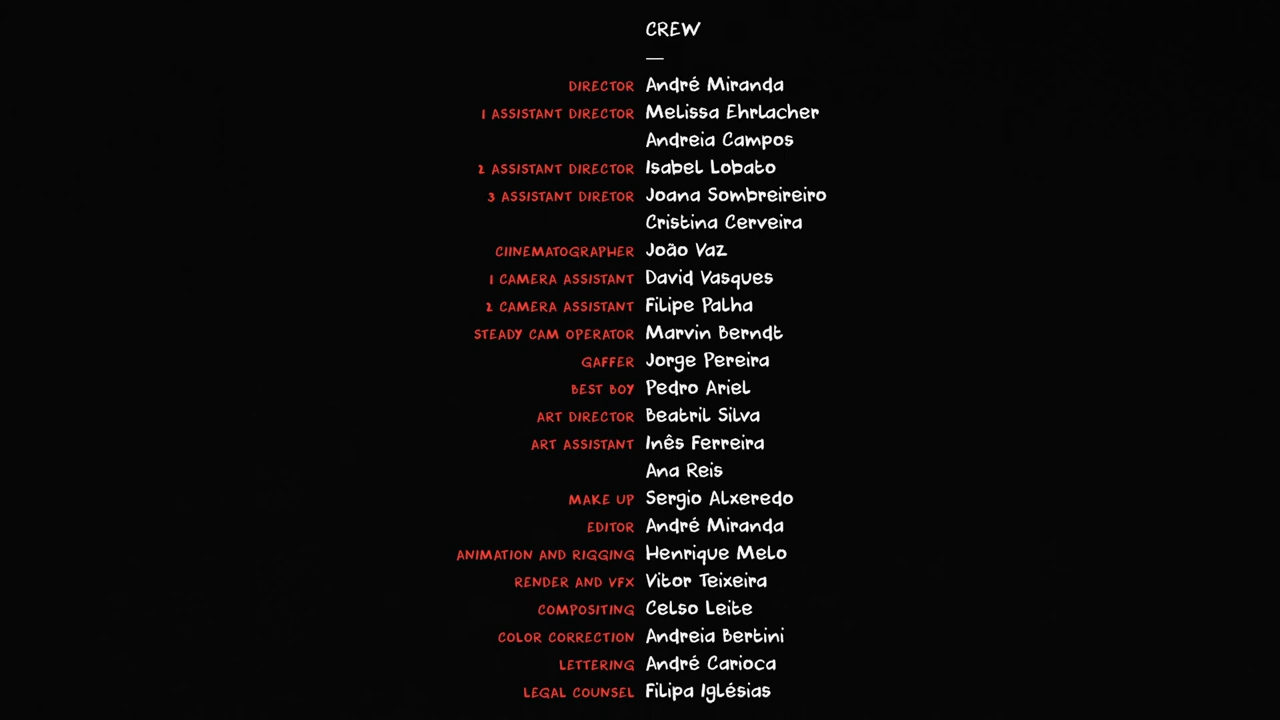 CREW
—
DIRECTOR André Miranda
1 ASSISTANT DIRECTOR Melissa Ehrlacher
Andreia Campos
2 ASSISTANT DIRECTOR Isabel Lobato
3 ASSISTANT DIRETOR Joana Sombreireiro
Cristina Cerveira
CIINEMATOGRAPHER João Vaz
1 CAMERA ASSISTANT David Vasques
2 CAMERA ASSISTANT Filipe Palha
STEADY CAM OPERATOR Marvin Berndt
GAFFER Jorge Pereira
BEST BOY Pedro Ariel
ART DIRECTOR Beatril Silva
ART ASSISTANT Inês Ferreira
Ana Reis
MAKE UP Sergio Alxeredo
EDITOR André Miranda
ANIMATION AND RIGGING Henrique Melo
RENDER AND VFX Vitor Teixeira
COMPOSITING Celso Leite
COLOR CORRECTION Andreia Bertini
LETTERING André Carioca
LEGAL COUNSEL Filipa Iglésias